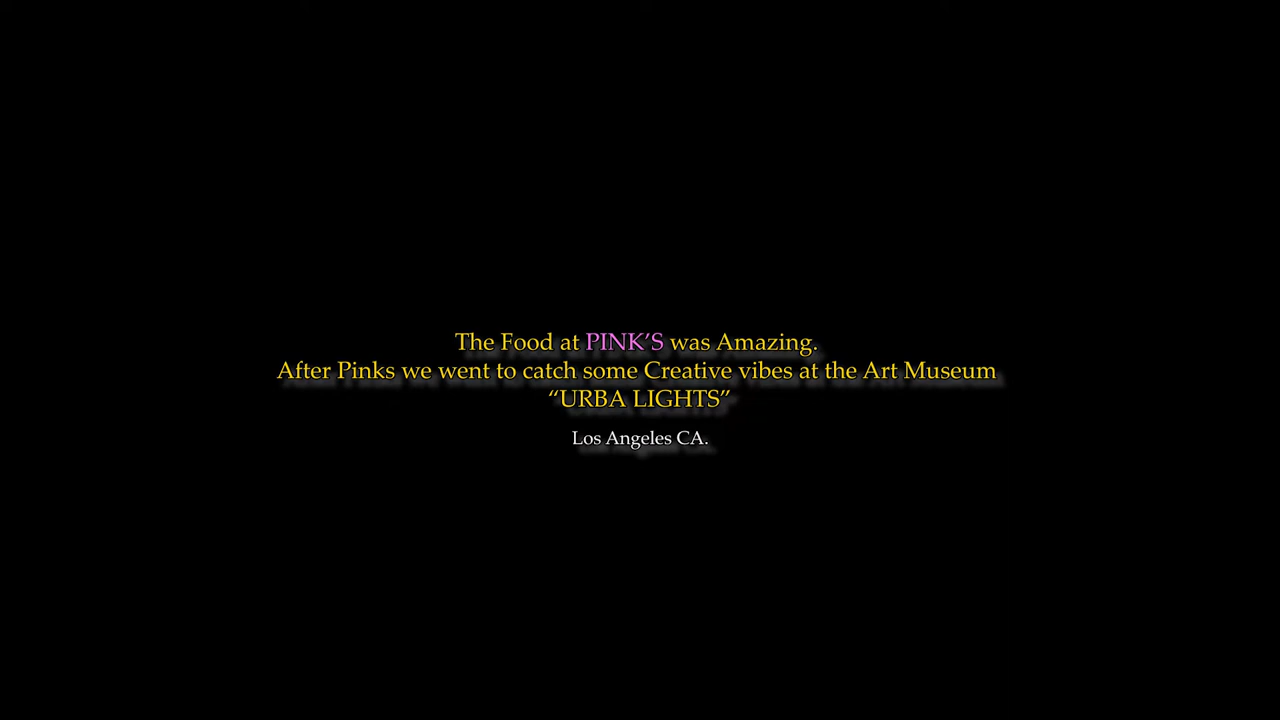 The Food at PINK’S was Amazing.
After Pinks we went to catch some Creative vibes at the Art Museum
“URBA LIGHTS”
Los Angeles CA.